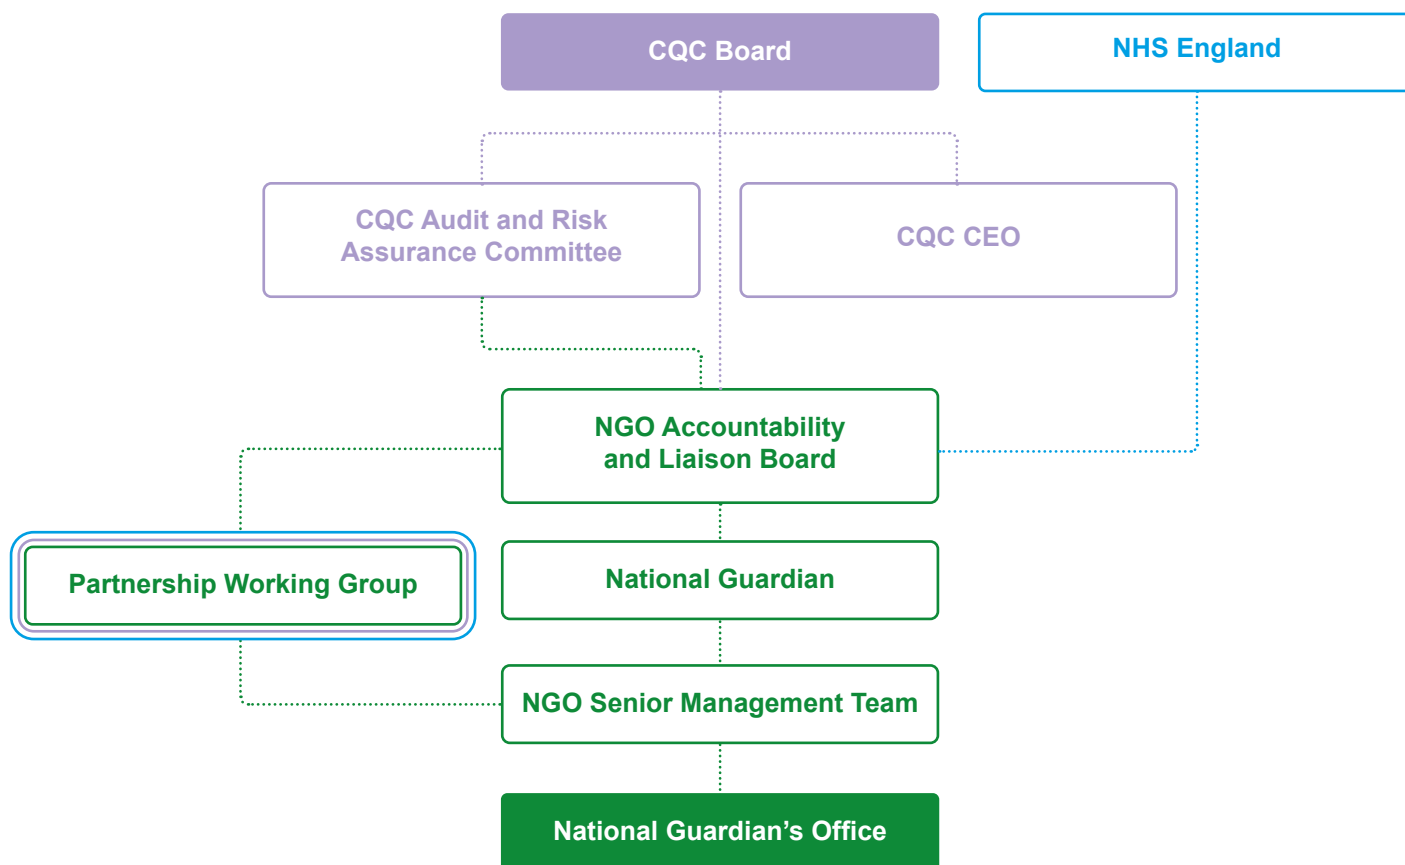 CQC Board
NHS England
CQC Audit and Risk
Assurance Committee
CQC CEO
NGO Accountability
and Liaison Board
Partnership Working Group
National Guardian
NGO Senior Management Team
National Guardian’s Office